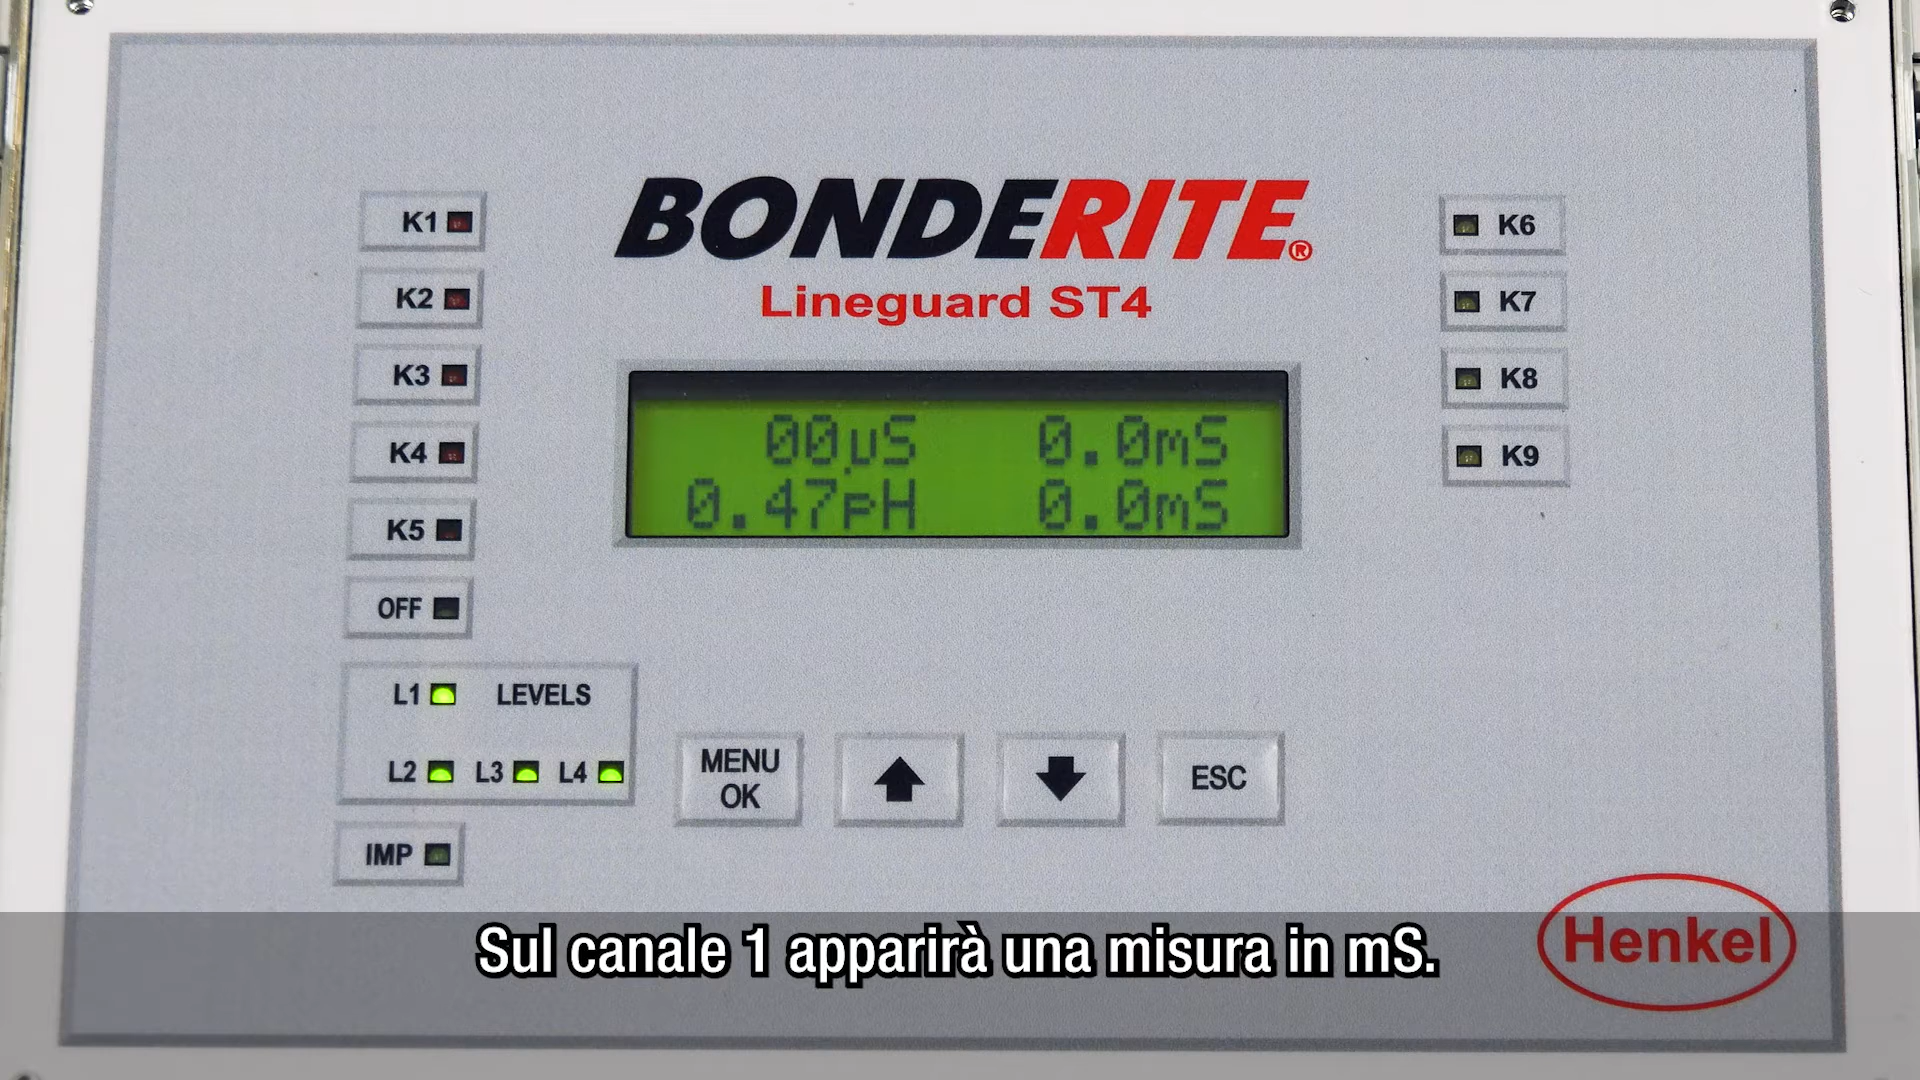 BONDERITE®
Lineguard ST4
K1
K2
K3
K4
K5
OFF
K6
K7
K8
K9
00µS 0.0mS
0.47pH 0.0mS
L1 LEVELS
L2 L3 L4
IMP
MENU
OK
ESC
Henkel
Sul canale 1 apparirà una misura in mS.